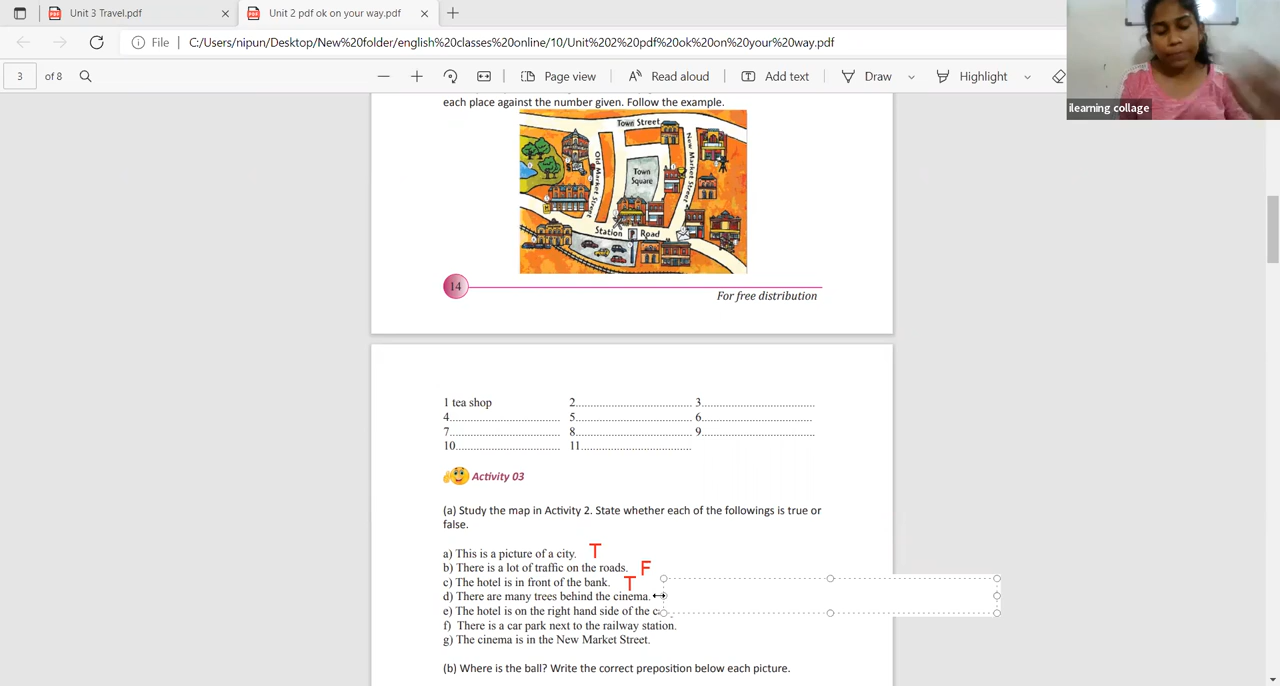 Unit 3 Travel.pdf
Unit 2 pdf ok on your way.pdf
File
C:/Users/nipun/Desktop/New%20folder/english%20classes%20online/10/Unit%202%20pdf%20ok%20on%20your%20way.pdf
3 of 8
Page view
Read aloud
Add text
Draw
Highlight
ilearning collage
each place against the number given. Follow the example.
Town Street
Old Market Street
New Market Street
Town
Square
Station Road
P
14
For free distribution
1 tea shop 2............................................. 3...........................................
4.......................................... 5............................................. 6..........................................
7.......................................... 8............................................. 9...........................................
10........................................ 11..........................................
Activity 03
(a) Study the map in Activity 2. State whether each of the followings is true or
false.
a) This is a picture of a city. T
b) There is a lot of traffic on the roads. F
c) The hotel is in front of the bank. T
d) There are many trees behind the cinema.
e) The hotel is on the right hand side of the
f) There is a car park next to the railway station.
g) The cinema is in the New Market Street.
(b) Where is the ball? Write the correct preposition below each picture.